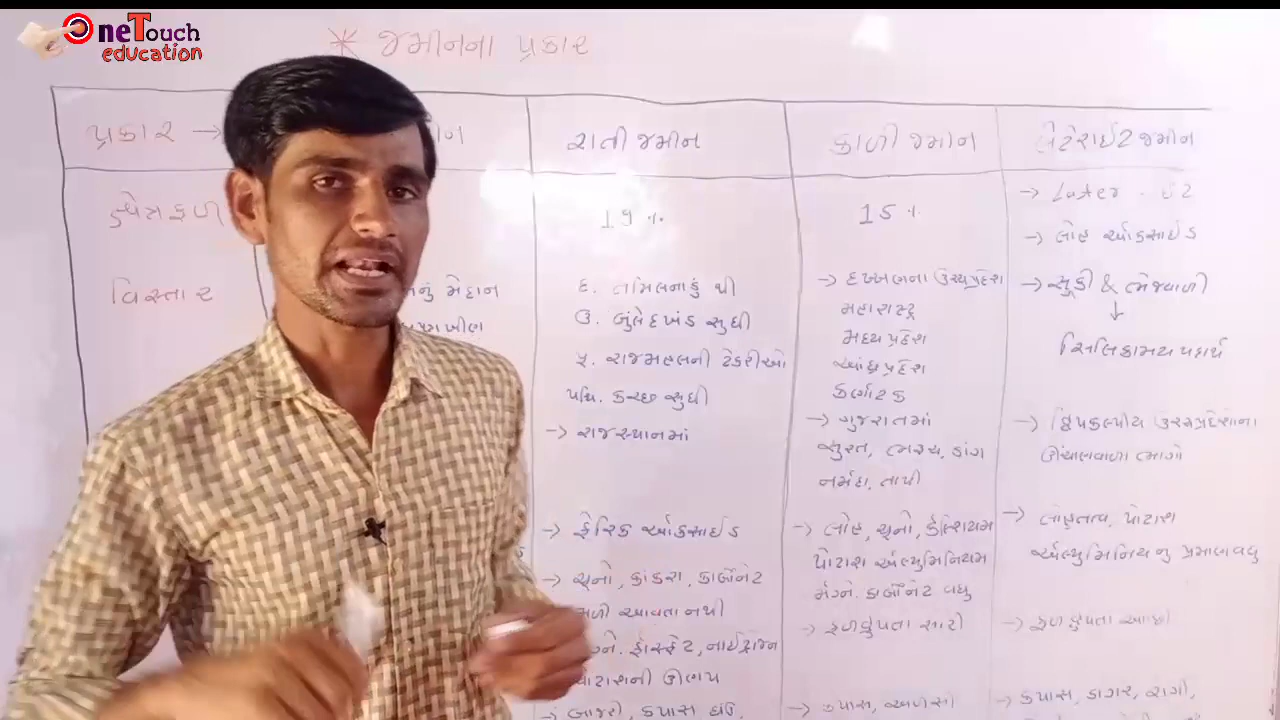 OneTouch
education
* જમીનના પ્રકાર
પ્રકાર →
રાતી જમીન
કાળી જમીન
લેટેરાઈટ જમીન
ક્ષેત્રફળ
19 %
15 %
→ Later - ઈંટ
→ લોહ ઓક્સાઈડ
વિસ્તાર
મેદાન
દ. તામિલનાડું થી
ઉ. બુંદેલખંડ સુધી
પૂ. રાજમહલની ટેકરીઓ
પશ્ચિ. કચ્છ સુધી
→ રાજસ્થાનમાં
→ ફેરિક ઓક્સાઈડ
→ ચૂનો, કાંકરા, કાર્બોનેટ
મળી આવતા નથી
મેગ્ને. ફોસ્ફેટ, નાઈટ્રોજન
પોટાશની ઊણપ
→ બાજરી, કપાસ ઘઉં,
→ દખ્ખણના ઉચ્ચપ્રદેશ
મહારાષ્ટ્ર
મધ્યપ્રદેશ
આંધ્રપ્રદેશ
કર્ણાટક
→ ગુજરાતમાં
સુરત, ભરૂચ, ડાંગ
નર્મદા, તાપી
→ લોહ, ચૂનો, કેલ્શિયમ
પોટાશ એલ્યુમિનિયમ
મેગ્ને. કાર્બોનેટ વધુ
→ ફળદ્રુપતા સારી
→ કપાસ, અળસી
→ સૂકી & ભેજવાળી
↓
સિલિકામય પદાર્થ
→ દ્વિપકલ્પીય ઉચ્ચપ્રદેશના
ઊંચાણવાળા ભાગો
→ લોહતત્વ, પોટાશ
એલ્યુમિનિયમનું પ્રમાણ વધુ
→ ફળદ્રુપતા ઓછી
→ કપાસ, ડાંગર, રાગી,